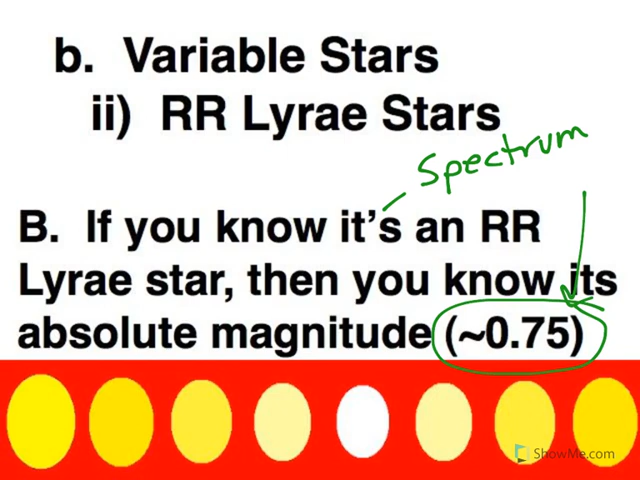 b. Variable Stars
ii) RR Lyrae Stars
Spectrum
B. If you know it's an RR
Lyrae star, then you know its
absolute magnitude (~0.75)
ShowMe.com